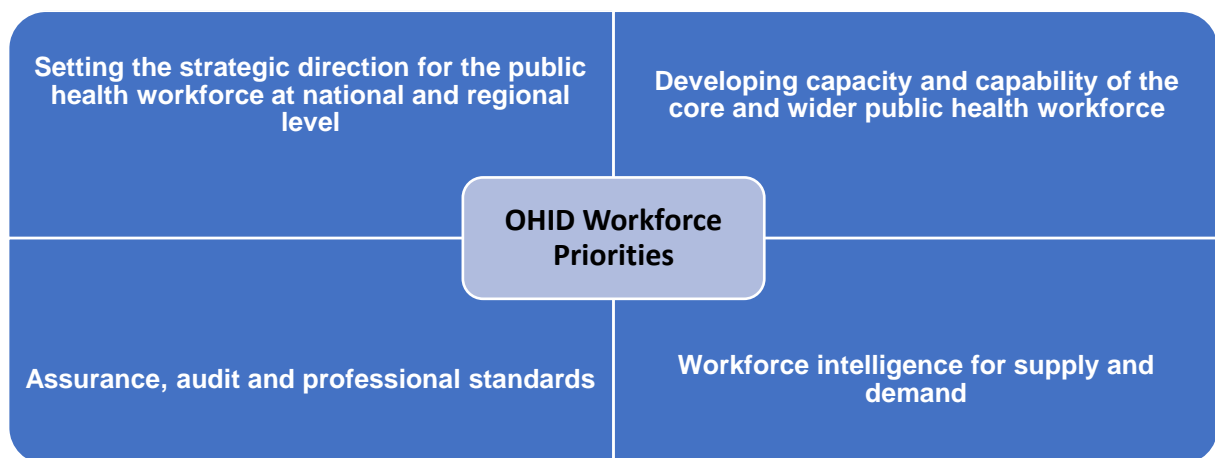 Setting the strategic direction for the public
health workforce at national and regional
level
Developing capacity and capability of the
core and wider public health workforce
OHID Workforce
Priorities
Assurance, audit and professional standards
Workforce intelligence for supply and
demand